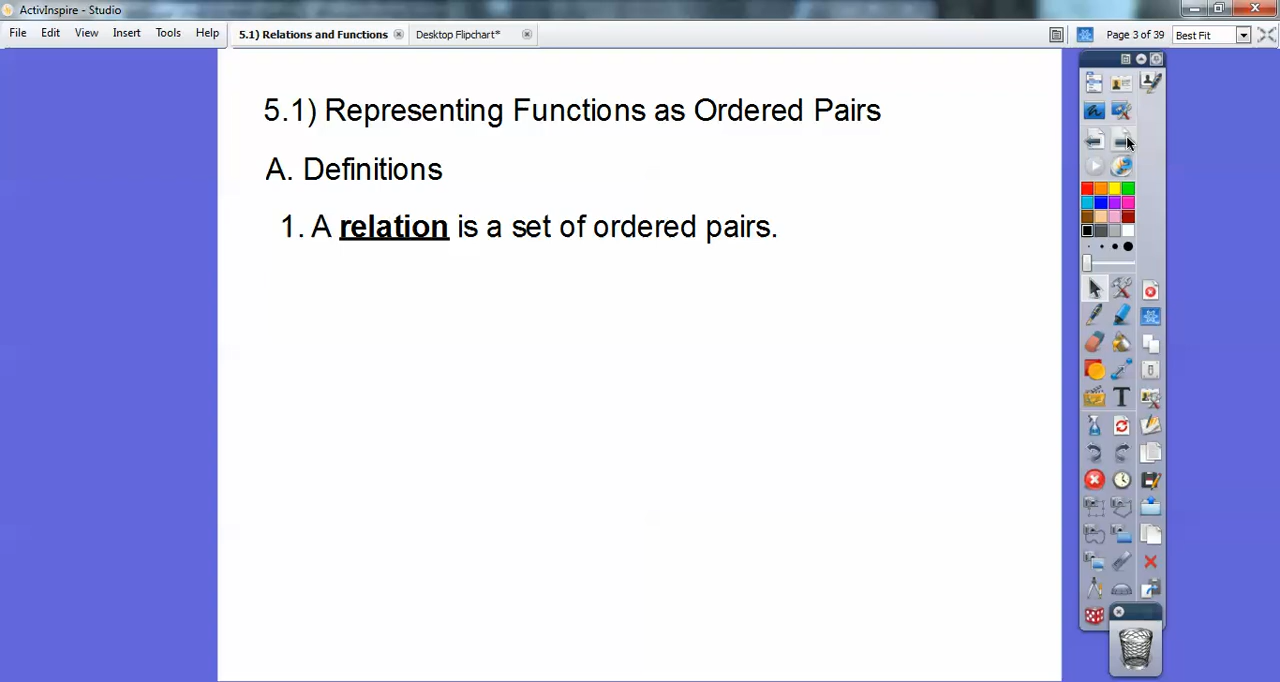 ActivInspire - Studio
File Edit View Insert Tools Help
5.1) Relations and Functions
Desktop Flipchart*
Page 3 of 39
Best Fit
5.1) Representing Functions as Ordered Pairs
A. Definitions
1. A relation is a set of ordered pairs.
T